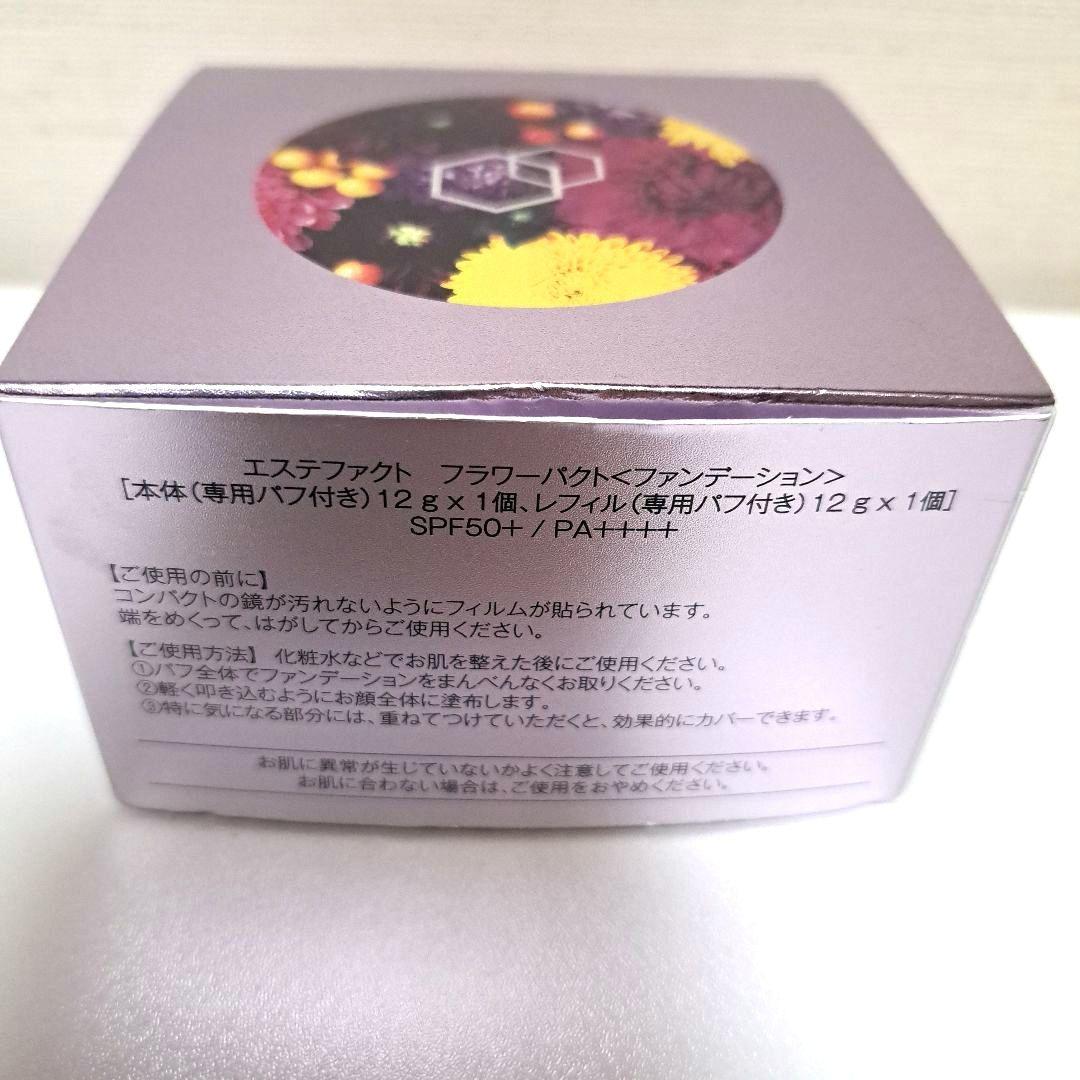 エステファクト　フラワーパクト<ファンデーション>
[本体(専用パフ付き)12g×1個、レフィル(専用パフ付き)12g×1個]
SPF50+ / PA++++
【ご使用の前に】
コンパクトの鏡が汚れないようにフィルムが貼られています。
端をめくって、はがしてからご使用ください。
【ご使用方法】 化粧水などでお肌を整えた後にご使用ください。
①パフ全体でファンデーションをまんべんなくお取りください。
②軽く叩き込むようにお顔全体に塗布します。
③特に気になる部分には、重ねてつけていただくと、効果的にカバーできます。
お肌に異常が生じていないかよく注意してご使用ください。
お肌に合わない場合は、ご使用をおやめください。